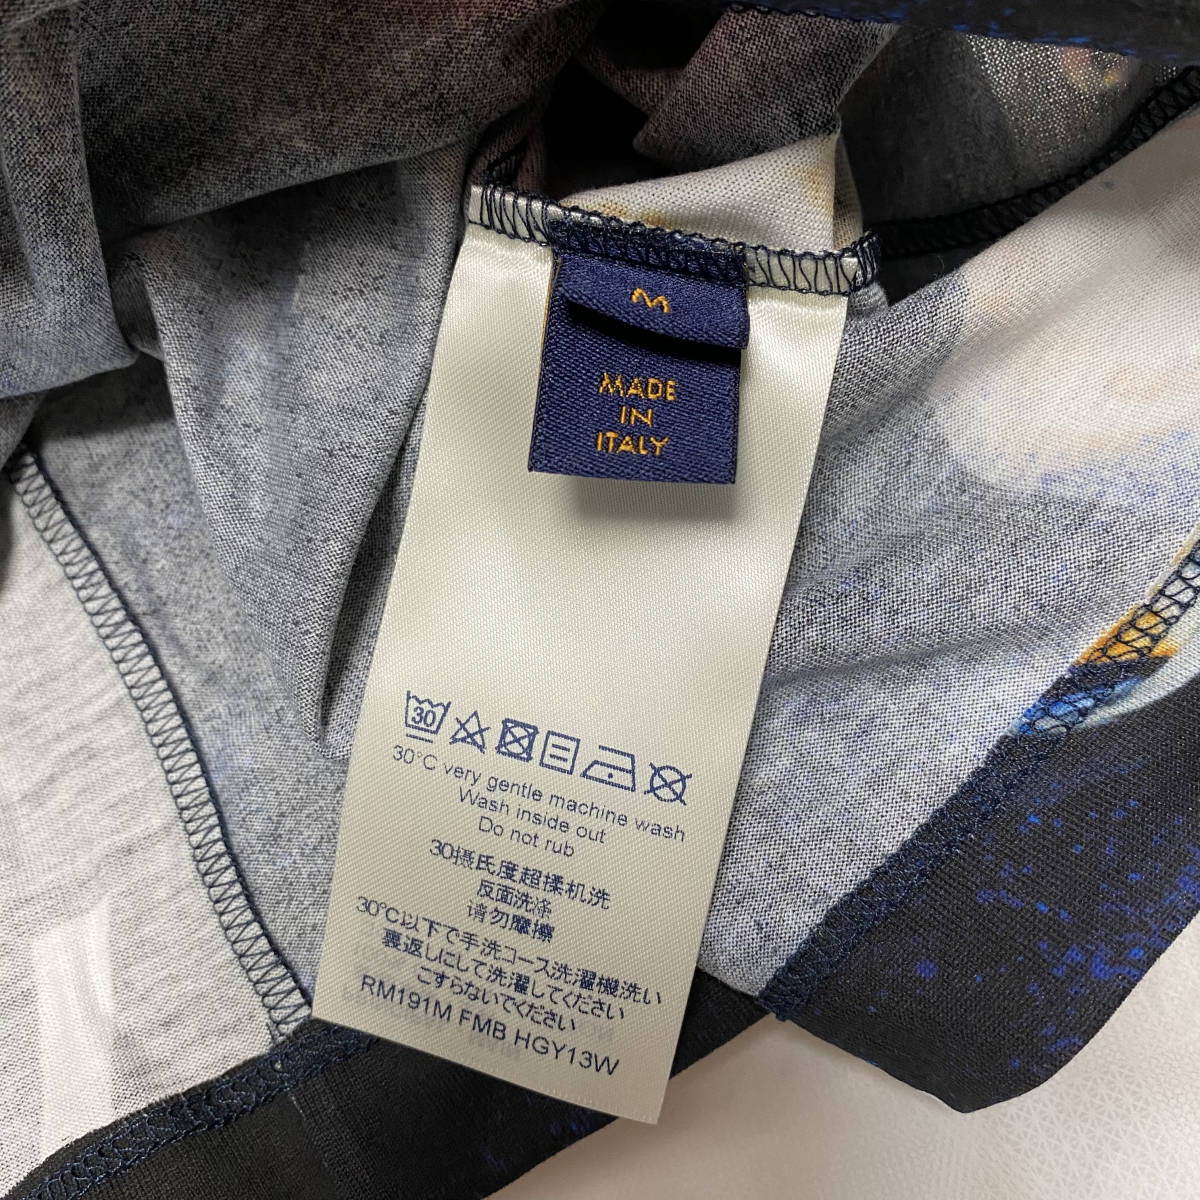 M
MADE
IN
ITALY
30
30°C very gentle machine wash
Wash inside out
Do not rub
30摄氏度超揉机洗
反面洗涤
请勿摩擦
30℃以下で手洗コース洗濯機洗い
裏返しにして洗濯してください
こすらないでください
RM191M FMB HGY13W